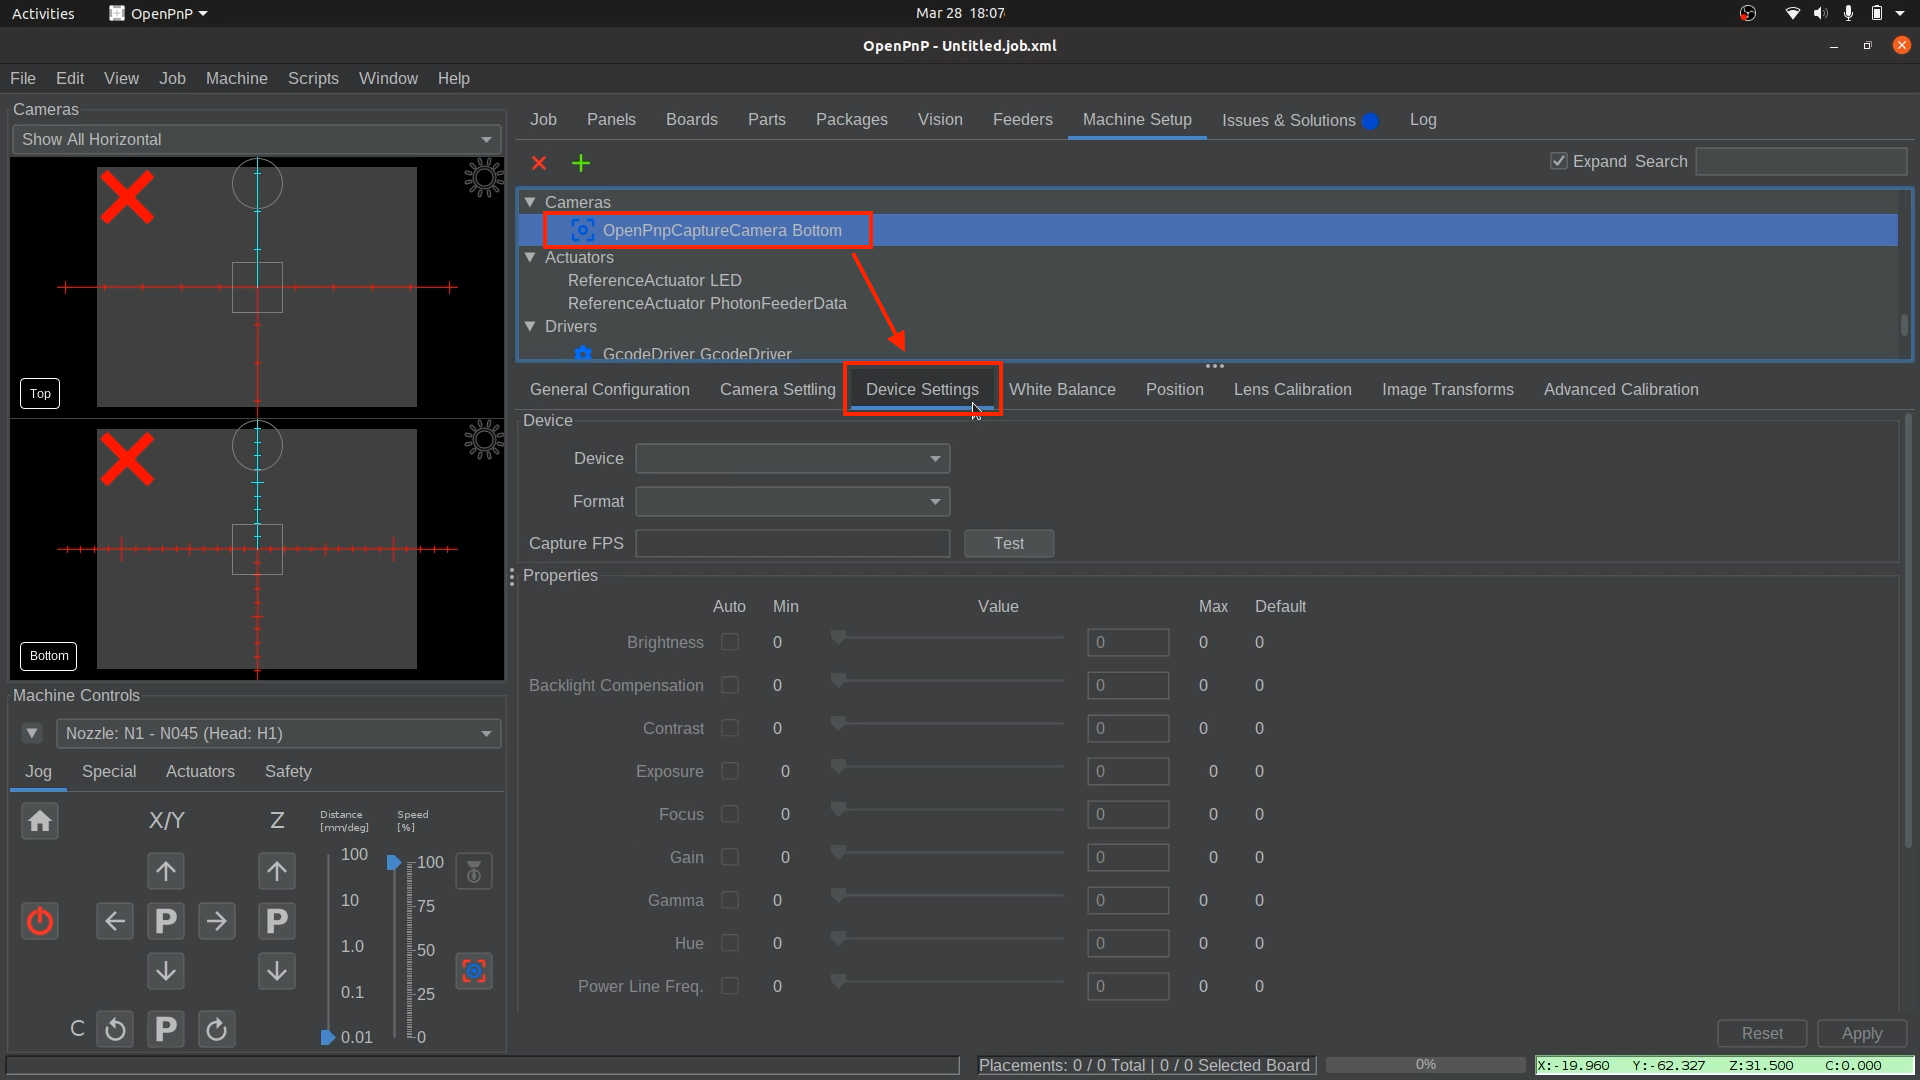 Activities OpenPnP Mar 28 18:07
OpenPnP - Untitled.job.xml
File Edit View Job Machine Scripts Window Help
Cameras
Show All Horizontal
Top
Bottom
Job Panels Boards Parts Packages Vision Feeders Machine Setup Issues & Solutions Log
Expand Search
Cameras
OpenPnpCaptureCamera Bottom
Actuators
ReferenceActuator LED
ReferenceActuator PhotonFeederData
Drivers
GcodeDriver GcodeDriver
General Configuration Camera Settling Device Settings White Balance Position Lens Calibration Image Transforms Advanced Calibration
Device
Device
Format
Capture FPS Test
Properties
Auto Min Value Max Default
Brightness 0 0 0 0
Backlight Compensation 0 0 0 0
Contrast 0 0 0 0
Exposure 0 0 0 0
Focus 0 0 0 0
Gain 0 0 0 0
Gamma 0 0 0 0
Hue 0 0 0 0
Power Line Freq. 0 0 0 0
Reset Apply
Machine Controls
Nozzle: N1 - N045 (Head: H1)
Jog Special Actuators Safety
X/Y Z Distance [mm/deg] Speed [%]
100 100
10 75
P P
1.0 50
0.1 25
C P 0.01 0
Placements: 0 / 0 Total | 0 / 0 Selected Board 0% X:-19.960 Y:-62.327 Z:31.500 C:0.000